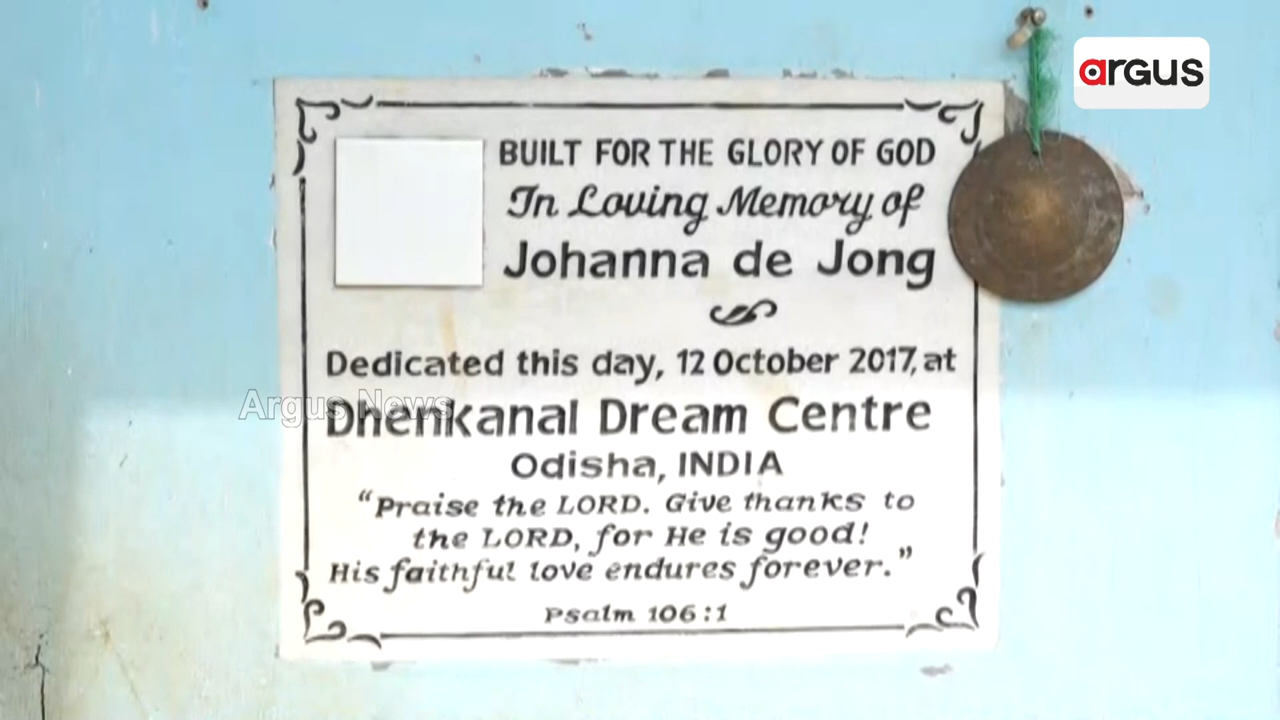 argus
BUILT FOR THE GLORY OF GOD
In Loving Memory of
Johanna de Jong
Dedicated this day, 12 October 2017, at
Argus News
Dhenkanal Dream Centre
Odisha, INDIA
“Praise the LORD. Give thanks to
the LORD, for He is good!
His faithful love endures forever.”
Psalm 106:1